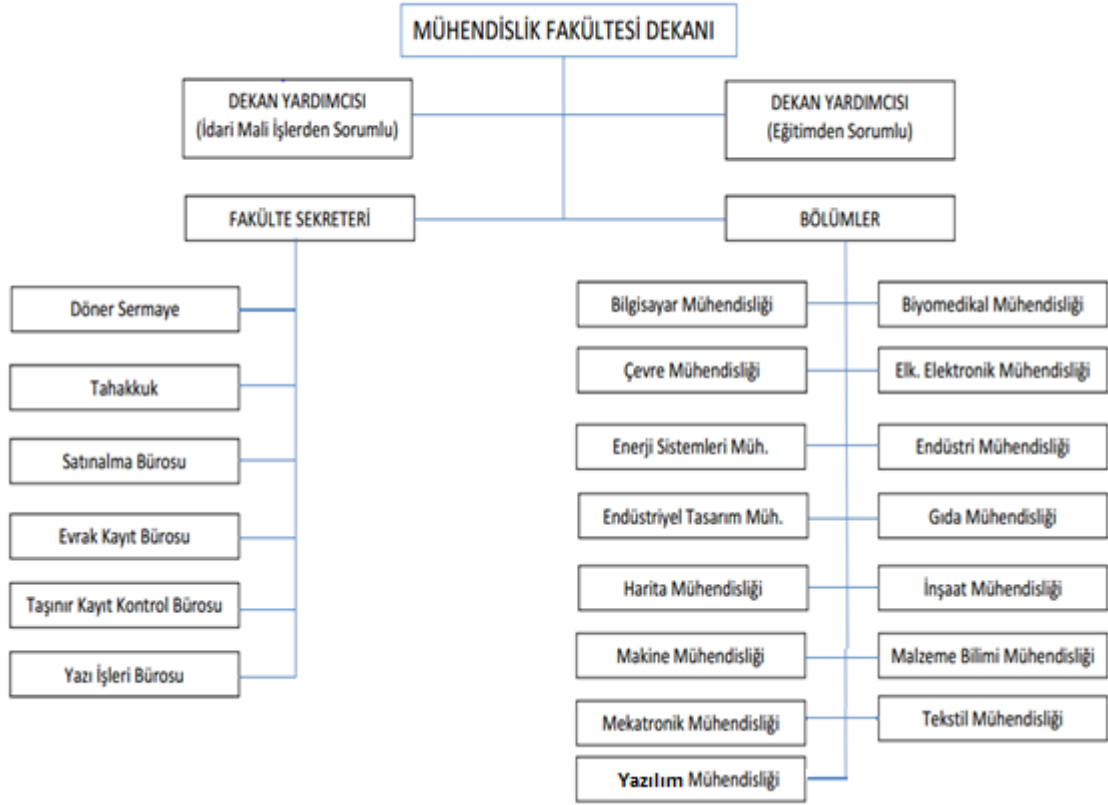 MÜHENDİSLİK FAKÜLTESİ DEKANI
DEKAN YARDIMCISI
(İdari Mali İşlerden Sorumlu)
DEKAN YARDIMCISI
(Eğitimden Sorumlu)
FAKÜLTE SEKRETERİ
BÖLÜMLER
Döner Sermaye
Tahakkuk
Satınalma Bürosu
Evrak Kayıt Bürosu
Taşınır Kayıt Kontrol Bürosu
Yazı İşleri Bürosu
Bilgisayar Mühendisliği
Biyomedikal Mühendisliği
Çevre Mühendisliği
Elk. Elektronik Mühendisliği
Enerji Sistemleri Müh.
Endüstri Mühendisliği
Endüstriyel Tasarım Müh.
Gıda Mühendisliği
Harita Mühendisliği
İnşaat Mühendisliği
Makine Mühendisliği
Malzeme Bilimi Mühendisliği
Mekatronik Mühendisliği
Tekstil Mühendisliği
Yazılım Mühendisliği